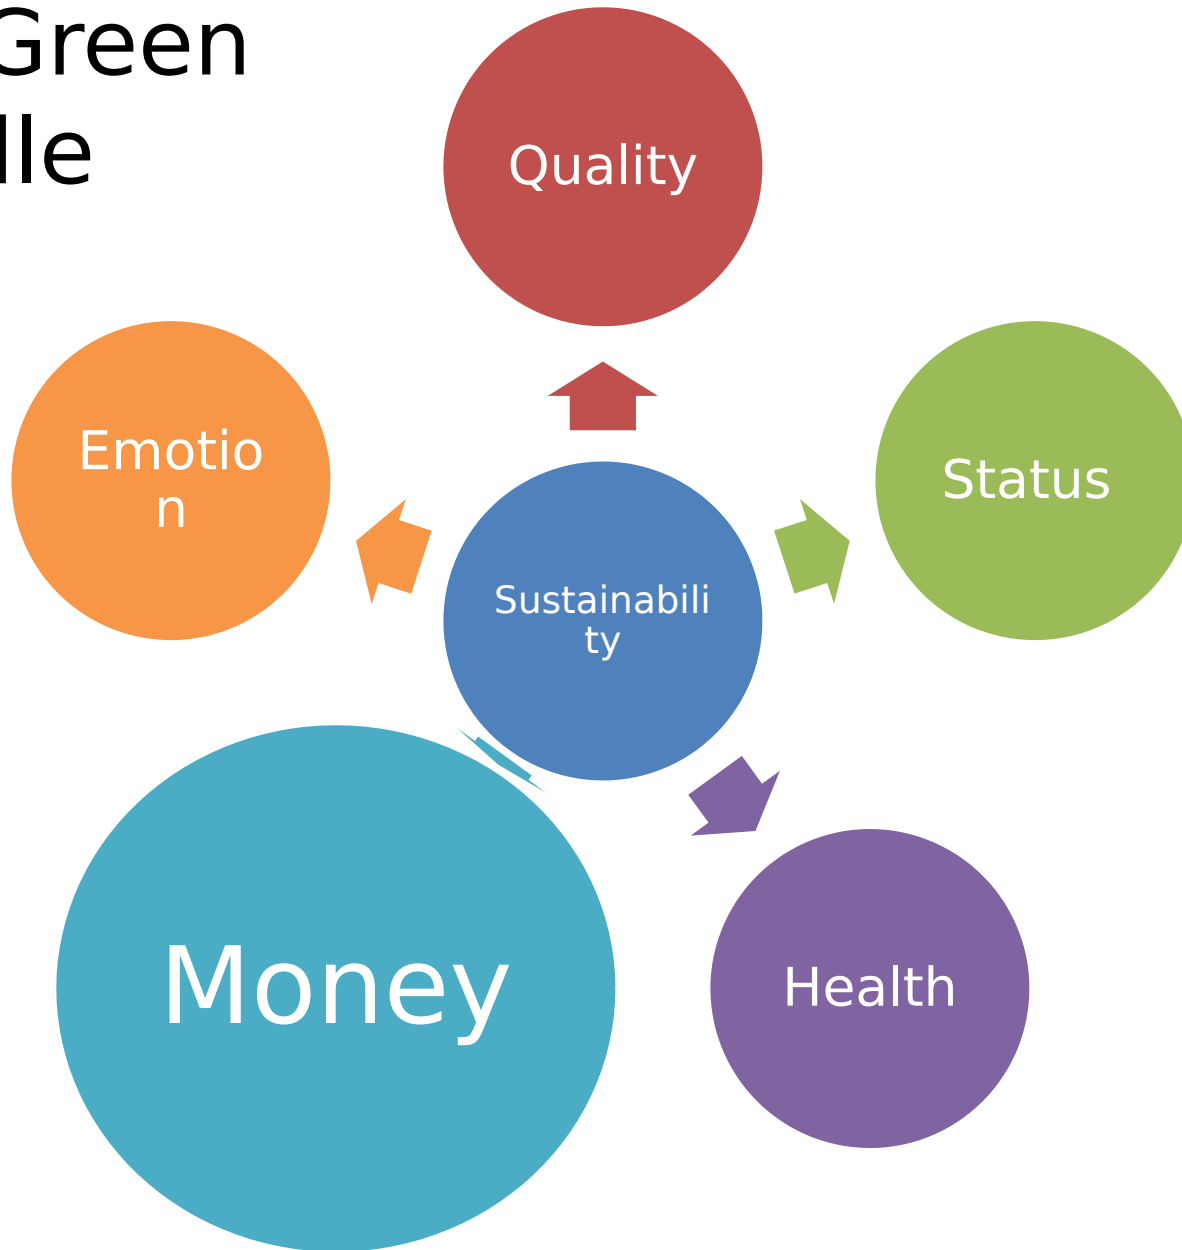 Green
lle
Quality
Emotio
n
Status
Sustainabili
ty
Money
Health